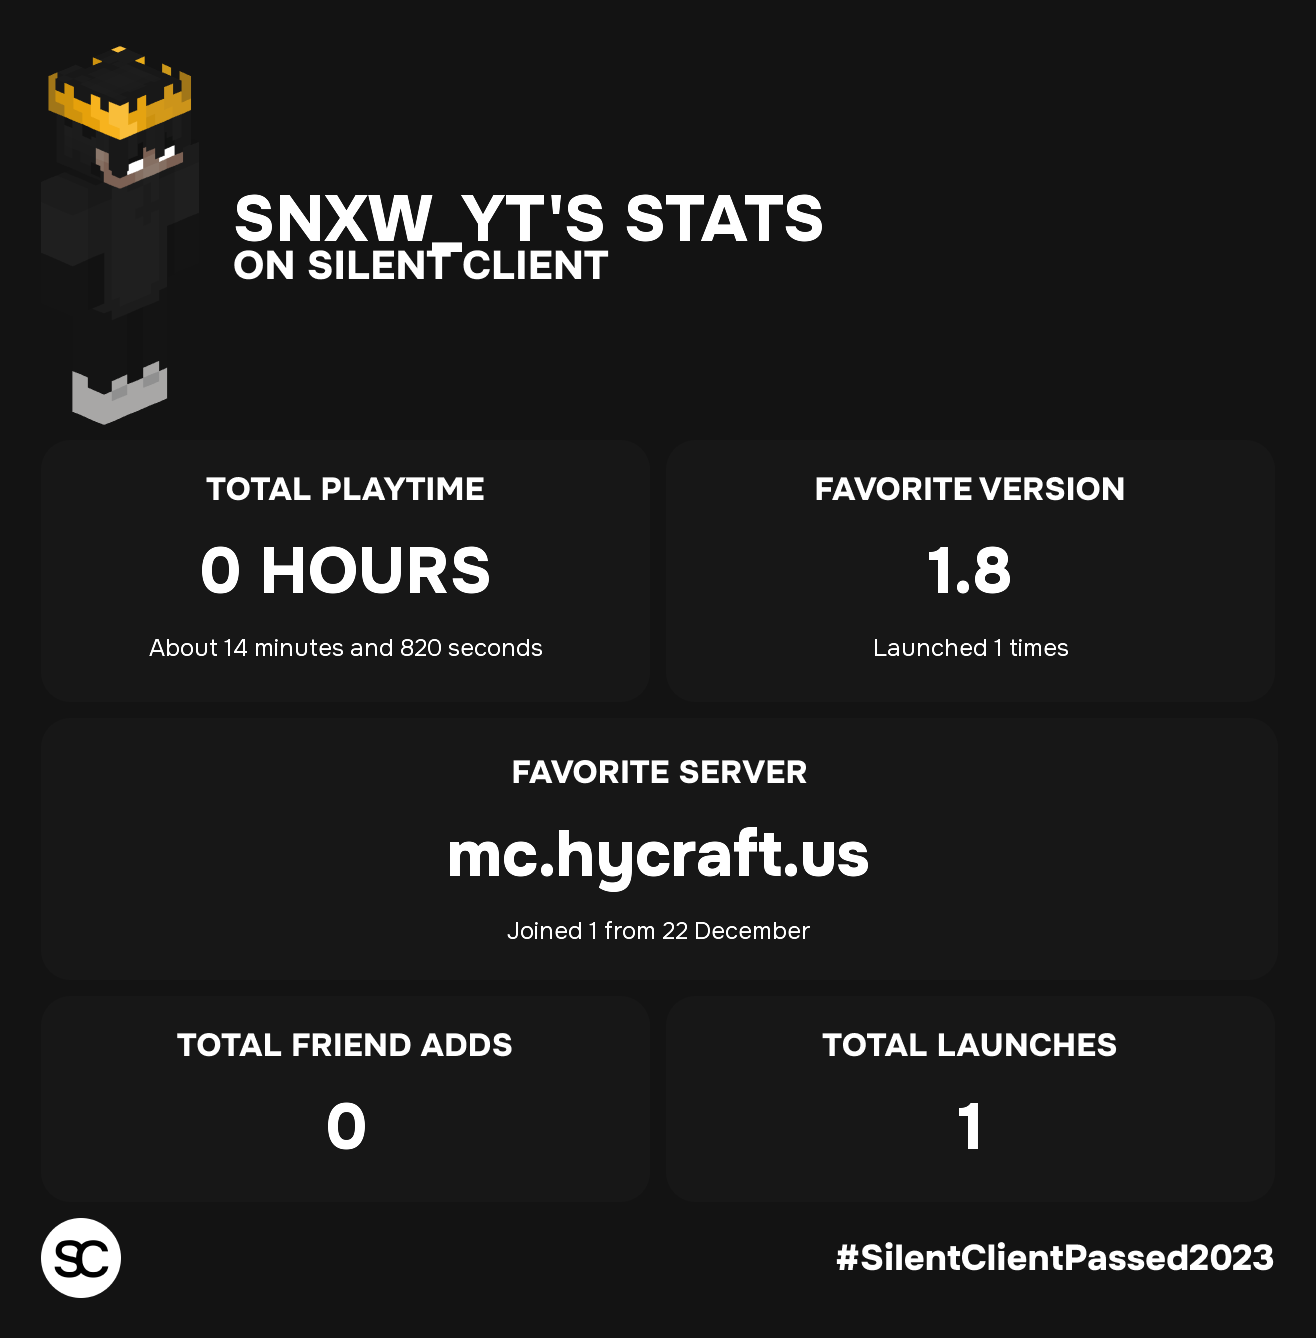 SNXW_YT'S STATS
ON SILENT CLIENT
TOTAL PLAYTIME
0 HOURS
About 14 minutes and 820 seconds
FAVORITE VERSION
1.8
Launched 1 times
FAVORITE SERVER
mc.hycraft.us
Joined 1 from 22 December
TOTAL FRIEND ADDS
0
TOTAL LAUNCHES
1
SC
#SilentClientPassed2023